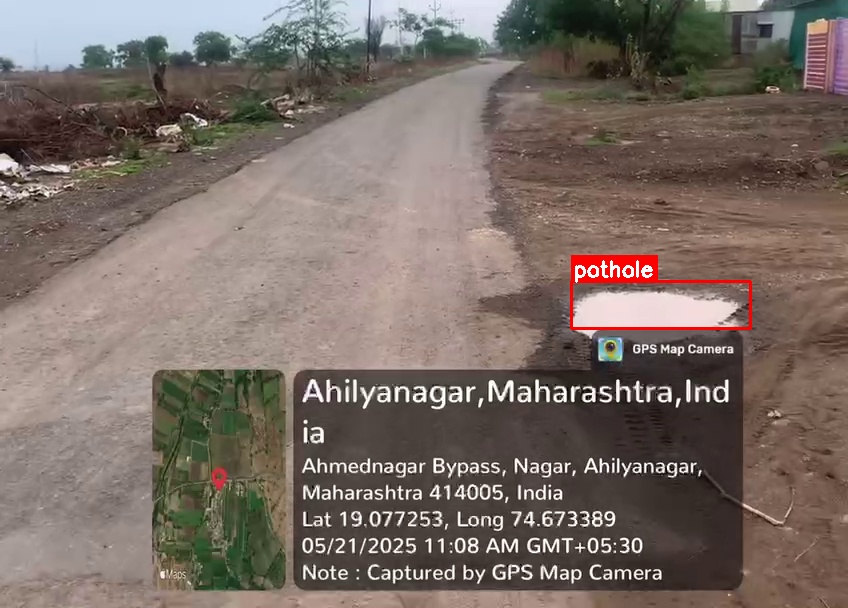 pothole
GPS Map Camera
Ahilyanagar,Maharashtra,Ind
ia
Ahmednagar Bypass, Nagar, Ahilyanagar,
Maharashtra 414005, India
Lat 19.077253, Long 74.673389
05/21/2025 11:08 AM GMT+05:30
Note : Captured by GPS Map Camera
Maps